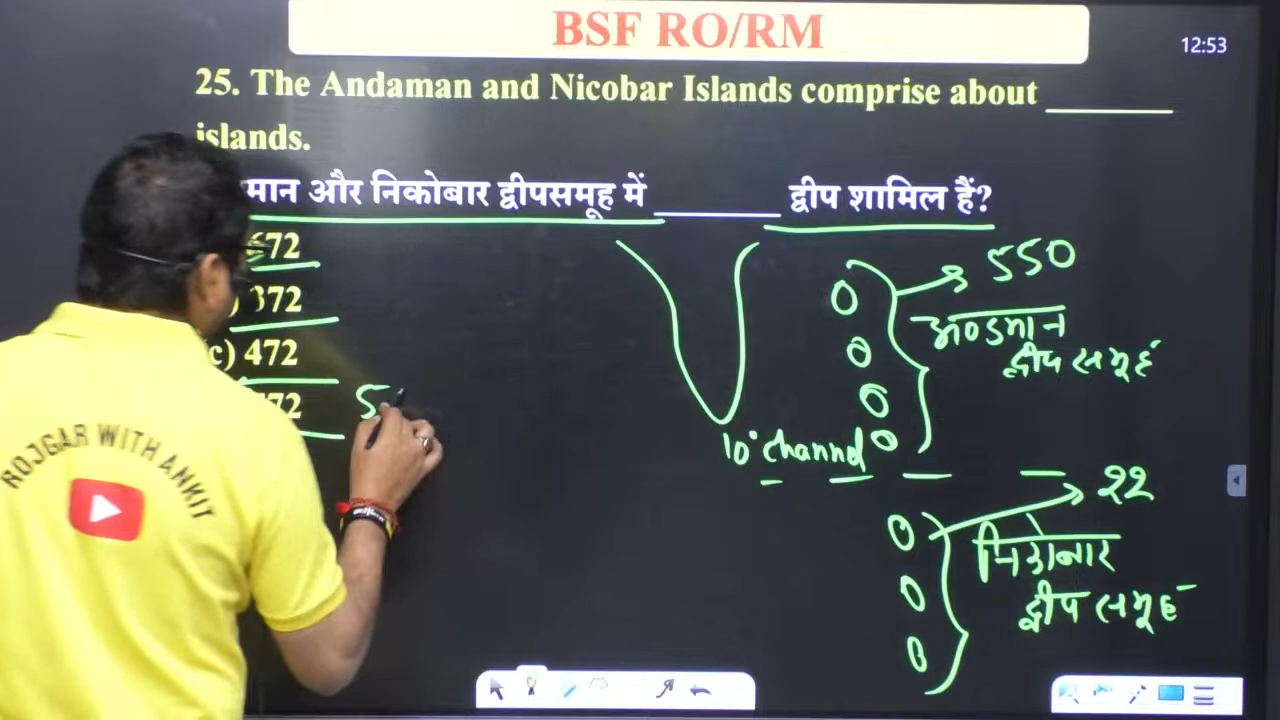 BSF RO/RM
12:53
25. The Andaman and Nicobar Islands comprise about ______
islands.
मान और निकोबार द्वीपसमूह में ______ द्वीप शामिल हैं?
672
372
(c) 472
72
5
550
अण्डमान
द्वीप समूह
10° channel
22
निकोबार
द्वीप समूह
ROJGAR WITH ANKIT